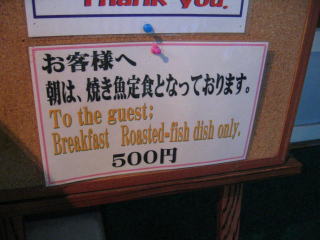 Thank you.
お客様へ
朝は、焼き魚定食となっております。
To the guest;
Breakfast Roasted=fish dish only.
500円